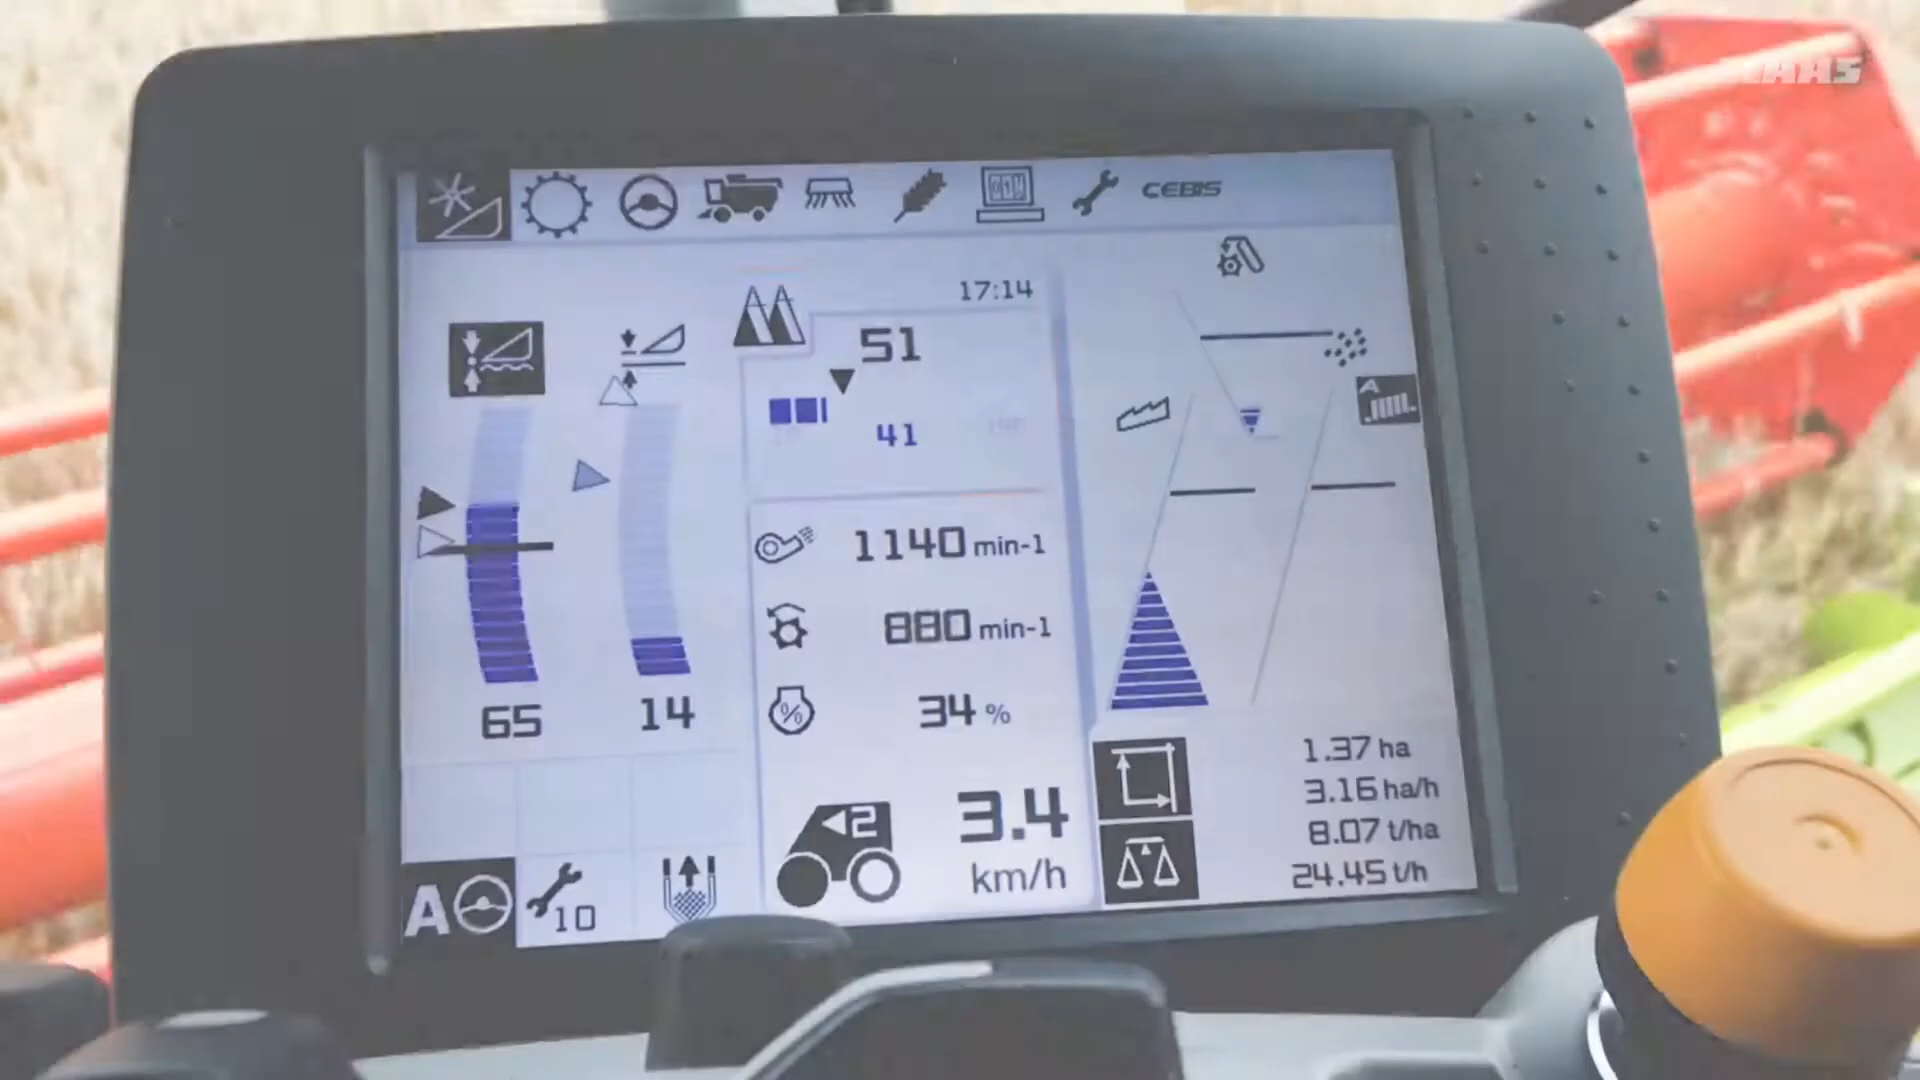 CEBIS
17:14
51
41
A
1140 min-1
880 min-1
65
14
%
34 %
2
3.4
km/h
1.37 ha
3.16 ha/h
8.07 t/ha
24.45 t/h
A
10